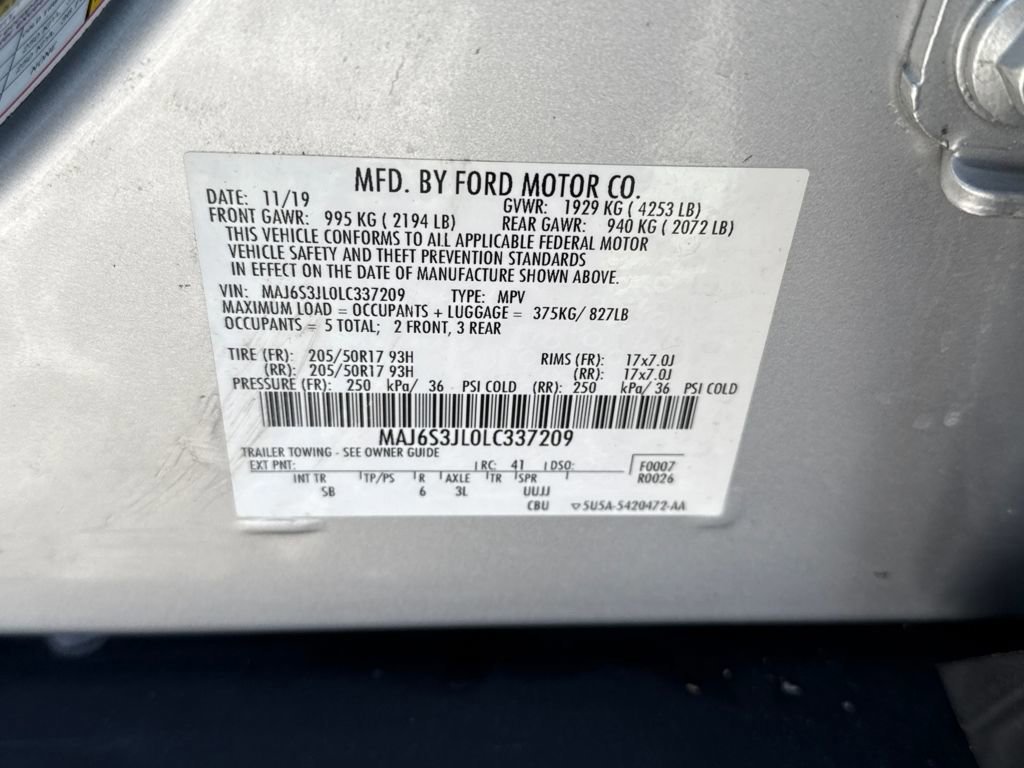 NONE
MFD. BY FORD MOTOR CO.
DATE: 11/19 GVWR: 1929 KG ( 4253 LB)
FRONT GAWR: 995 KG ( 2194 LB) REAR GAWR: 940 KG ( 2072 LB)
THIS VEHICLE CONFORMS TO ALL APPLICABLE FEDERAL MOTOR
VEHICLE SAFETY AND THEFT PREVENTION STANDARDS
IN EFFECT ON THE DATE OF MANUFACTURE SHOWN ABOVE.
VIN: MAJ6S3JL0LC337209 TYPE: MPV
MAXIMUM LOAD = OCCUPANTS + LUGGAGE = 375KG/ 827LB
OCCUPANTS = 5 TOTAL; 2 FRONT, 3 REAR
TIRE (FR): 205/50R17 93H RIMS (FR): 17x7.0J
(RR): 205/50R17 93H (RR): 17x7.0J
PRESSURE (FR): 250 kPa/ 36 PSI COLD (RR): 250 kPa/ 36 PSI COLD
MAJ6S3JL0LC337209
TRAILER TOWING - SEE OWNER GUIDE
EXT PNT: RC: 41 DSO: F0007
INT TR TP/PS R AXLE TR SPR R0026
SB 6 3L UUJJ
CBU 5U5A-5420472-AA